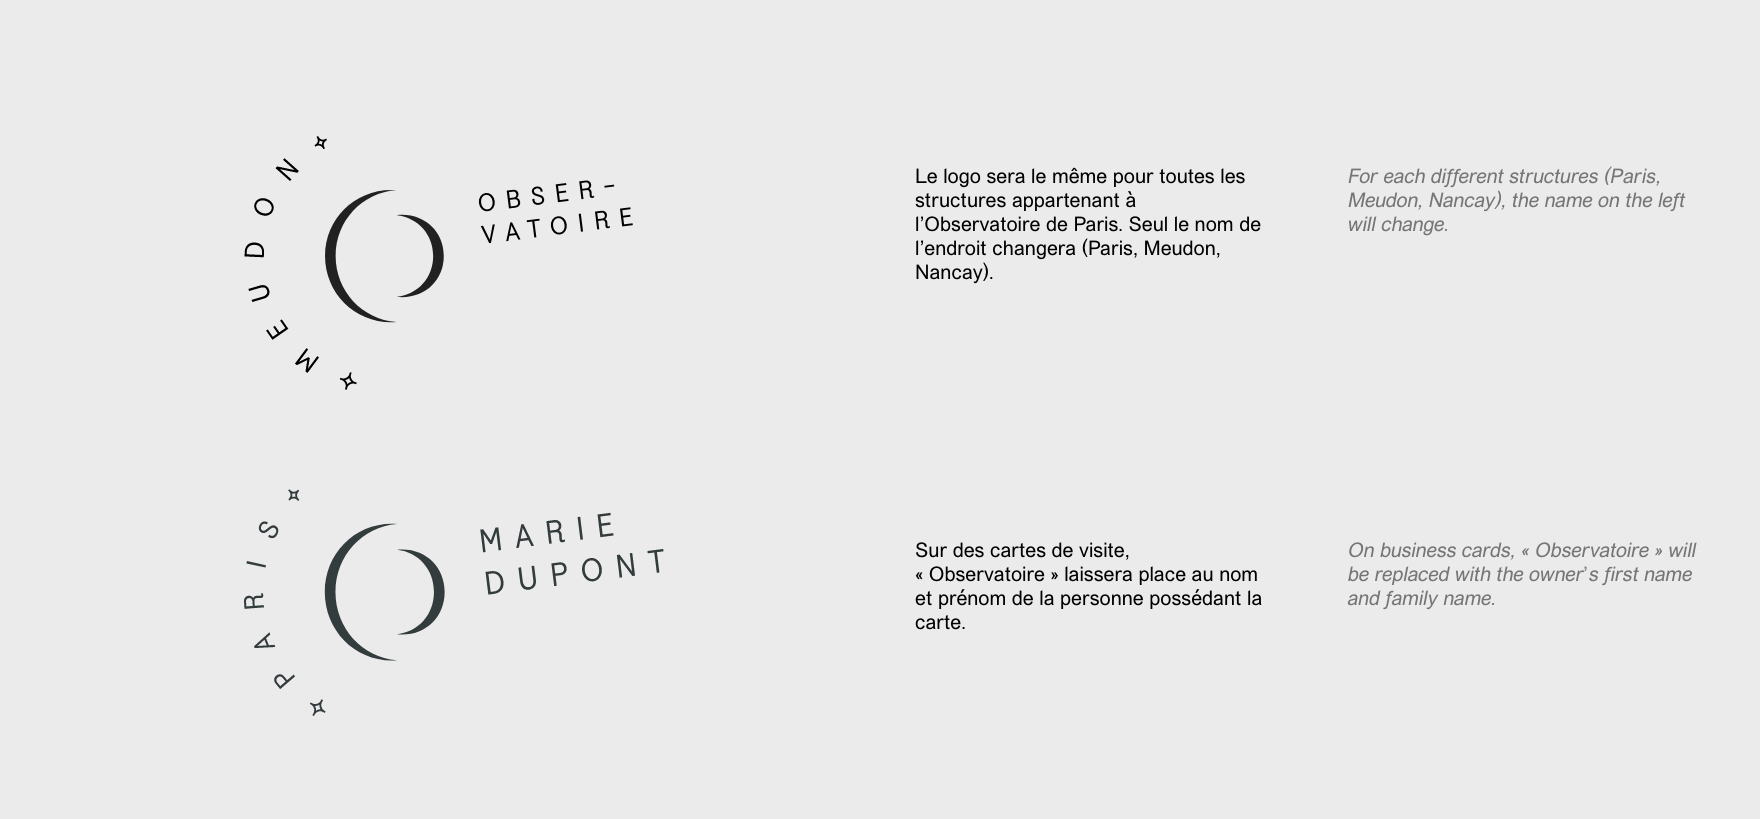 MEUDON
OBSER-
VATOIRE
Le logo sera le même pour toutes les
structures appartenant à
l’Observatoire de Paris. Seul le nom de
l’endroit changera (Paris, Meudon,
Nancay).
For each different structures (Paris,
Meudon, Nancay), the name on the left
will change.
PARIS
MARIE
DUPONT
Sur des cartes de visite,
« Observatoire » laissera place au nom
et prénom de la personne possédant la
carte.
On business cards, « Observatoire » will
be replaced with the owner’s first name
and family name.